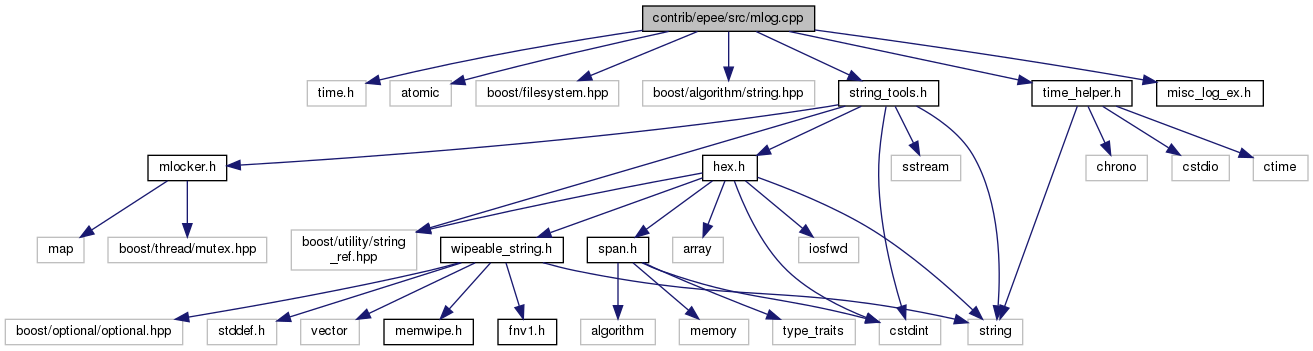 contrib/epee/src/mlog.cpp
time.h
atomic
boost/filesystem.hpp
boost/algorithm/string.hpp
string_tools.h
time_helper.h
misc_log_ex.h
mlocker.h
hex.h
sstream
chrono
cstdio
ctime
map
boost/thread/mutex.hpp
boost/utility/string
_ref.hpp
wipeable_string.h
span.h
array
iosfwd
boost/optional/optional.hpp
stddef.h
vector
memwipe.h
fnv1.h
algorithm
memory
type_traits
cstdint
string